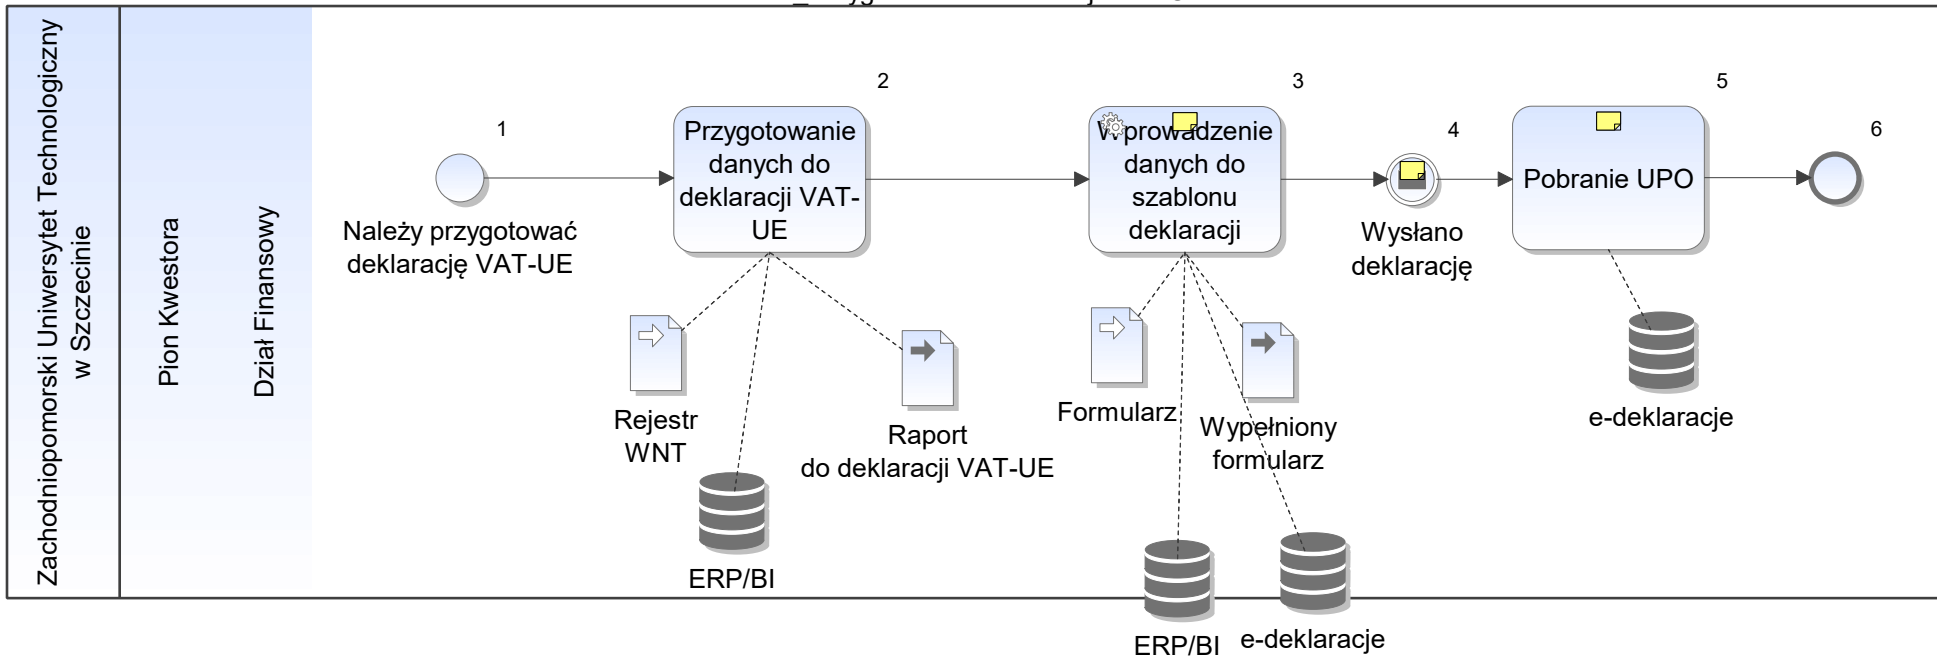 Zachodniopomorski Uniwersytet Technologiczny
w Szczecinie
Pion Kwestora
Dział Finansowy
1
Należy przygotować
deklarację VAT-UE
2
Przygotowanie
danych do
deklaracji VAT-
UE
Rejestr
WNT
ERP/BI
Raport
do deklaracji VAT-UE
3
Wprowadzenie
danych do
szablonu
deklaracji
Formularz
Wypełniony
formularz
ERP/BI
e-deklaracje
4
Wysłano
deklarację
5
Pobranie UPO
e-deklaracje
6